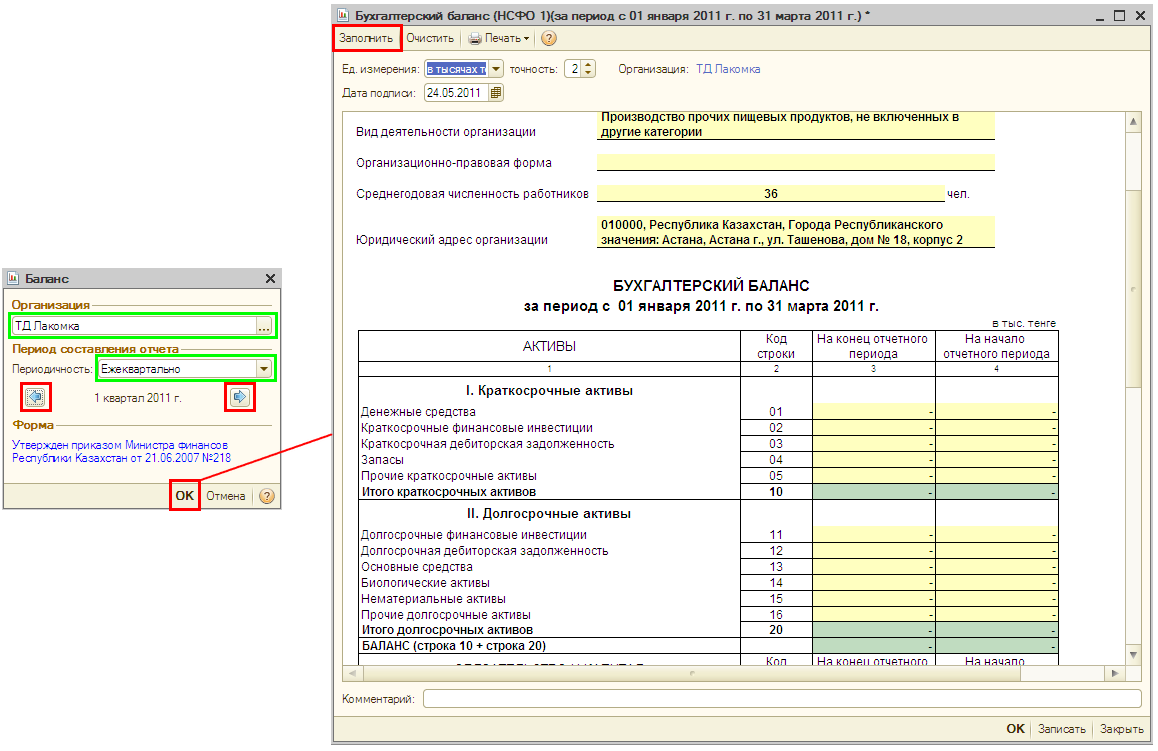 Баланс
Организация
ТД Лакомка
...
Период составления отчета
Периодичность: Ежеквартально
1 квартал 2011 г.
Форма
Утвержден приказом Министра финансов
Республики Казахстан от 21.06.2007 №218
OK Отмена ?
Бухгалтерский баланс (НСФО 1)(за период с 01 января 2011 г. по 31 марта 2011 г.) *
Заполнить Очистить Печать ?
Ед. измерения: в тысячах т точность: 2 Организация: ТД Лакомка
Дата подписи: 24.05.2011
Вид деятельности организации
Производство прочих пищевых продуктов, не включенных в
другие категории
Организационно-правовая форма
Среднегодовая численность работников 36 чел.
Юридический адрес организации
010000, Республика Казахстан, Города Республиканского
значения: Астана, Астана г., ул. Ташенова, дом № 18, корпус 2
БУХГАЛТЕРСКИЙ БАЛАНС
за период с 01 января 2011 г. по 31 марта 2011 г.
в тыс. тенге
АКТИВЫ
Код
строки
На конец отчетного
периода
На начало
отчетного периода
1 2 3 4
I. Краткосрочные активы
Денежные средства 01 - -
Краткосрочные финансовые инвестиции 02 - -
Краткосрочная дебиторская задолженность 03 - -
Запасы 04 - -
Прочие краткосрочные активы 05 - -
Итого краткосрочных активов 10 - -
II. Долгосрочные активы
Долгосрочные финансовые инвестиции 11 - -
Долгосрочная дебиторская задолженность 12 - -
Основные средства 13 - -
Биологические активы 14 - -
Нематериальные активы 15 - -
Прочие долгосрочные активы 16 - -
Итого долгосрочных активов 20 - -
БАЛАНС (строка 10 + строка 20) - -
Код На конец отчетного На начало
Комментарий:
OK Записать Закрыть